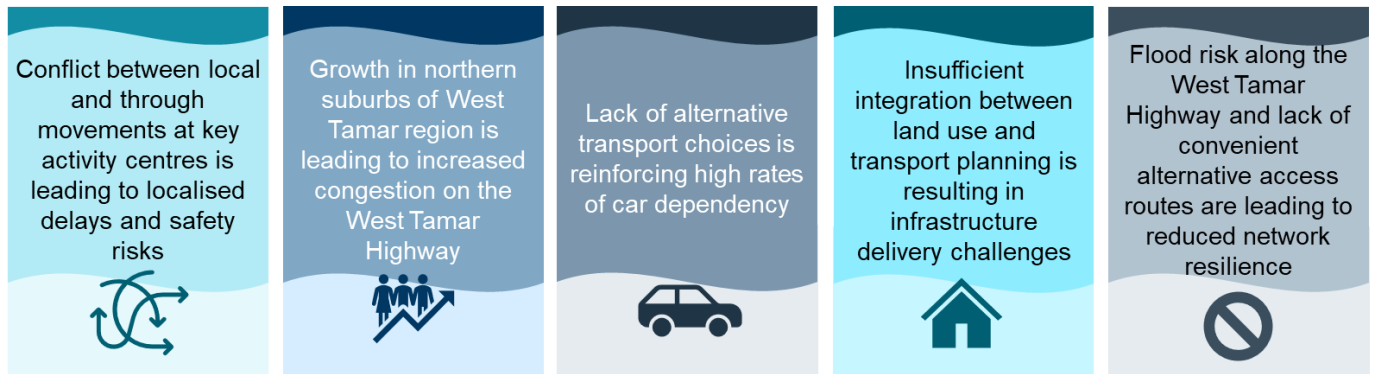 Conflict between local
and through
movements at key
activity centres is
leading to localised
delays and safety
risks
Growth in northern
suburbs of West
Tamar region is
leading to increased
congestion on the
West Tamar
Highway
Lack of alternative
transport choices is
reinforcing high rates
of car dependency
Insufficient
integration between
land use and
transport planning is
resulting in
infrastructure
delivery challenges
Flood risk along the
West Tamar
Highway and lack of
convenient
alternative access
routes are leading to
reduced network
resilience